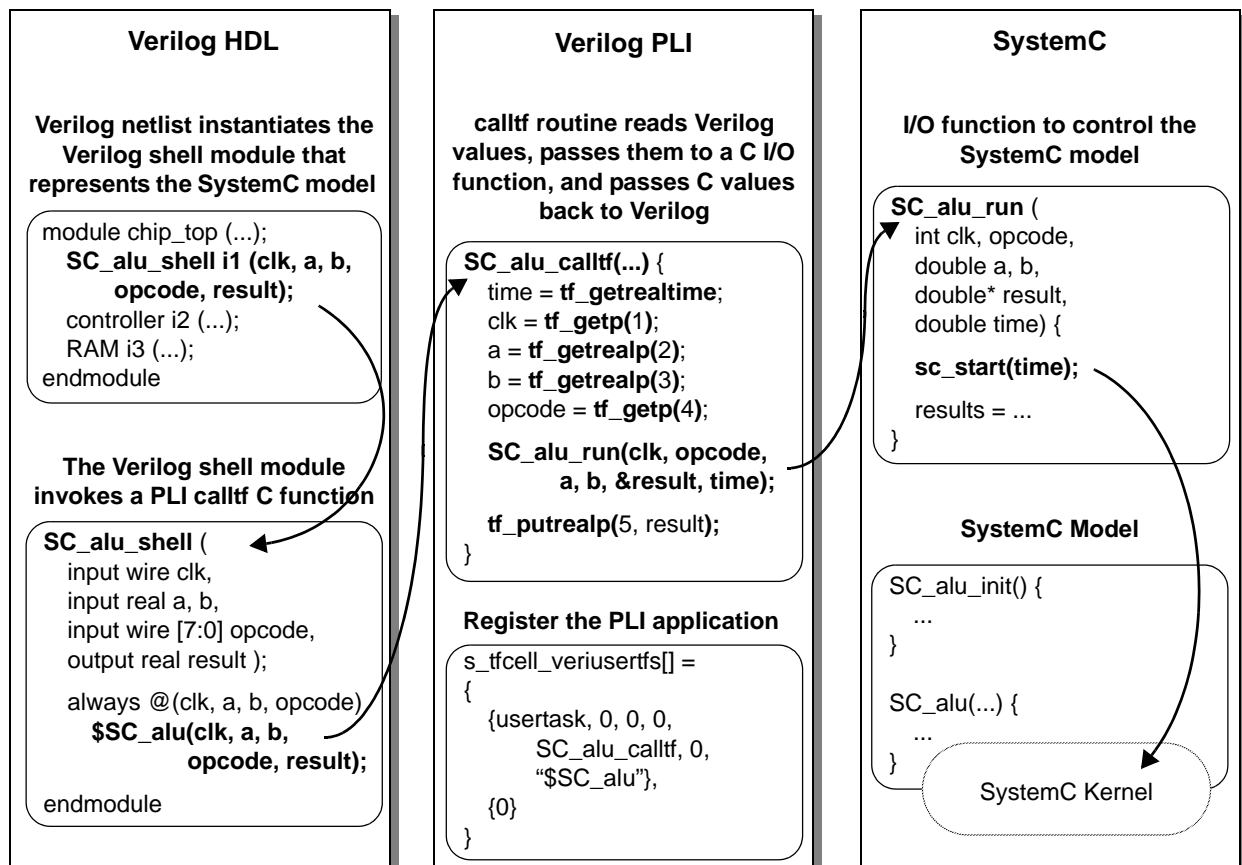 Verilog HDL
Verilog netlist instantiates the
Verilog shell module that
represents the SystemC model
module chip_top (...);
SC_alu_shell i1 (clk, a, b,
opcode, result);
controller i2 (...);
RAM i3 (...);
endmodule
The Verilog shell module
invokes a PLI calltf C function
SC_alu_shell (
input wire clk,
input real a, b,
input wire [7:0] opcode,
output real result );
always @(clk, a, b, opcode)
$SC_alu(clk, a, b,
opcode, result);
endmodule
Verilog PLI
calltf routine reads Verilog
values, passes them to a C I/O
function, and passes C values
back to Verilog
SC_alu_calltf(...) {
time = tf_getrealtime;
clk = tf_getp(1);
a = tf_getrealp(2);
b = tf_getrealp(3);
opcode = tf_getp(4);
SC_alu_run(clk, opcode,
a, b, &result, time);
tf_putrealp(5, result);
}
Register the PLI application
s_tfcell_veriusertfs[] =
{
{usertask, 0, 0, 0,
SC_alu_calltf, 0,
“$SC_alu”},
{0}
}
SystemC
I/O function to control the
SystemC model
SC_alu_run (
int clk, opcode,
double a, b,
double* result,
double time) {
sc_start(time);
results = ...
}
SystemC Model
SC_alu_init() {
...
}
SC_alu(...) {
...
}
SystemC Kernel